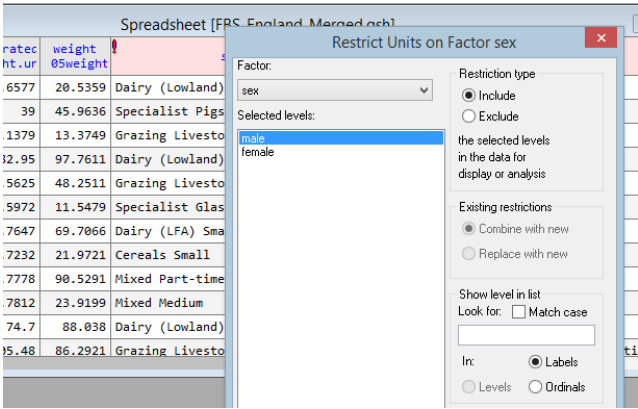 Spreadsheet [FBS_England_Merged.gsh]
Restrict Units on Factor sex
ratec weight !
ht.ur 05weight
.6577 20.5359 Dairy (Lowland)
39 45.9636 Specialist Pigs
.1379 13.3749 Grazing Livesto
32.95 97.7611 Dairy (Lowland)
.5625 48.2511 Grazing Livesto
.5972 11.5479 Specialist Glas
.7647 69.7066 Dairy (LFA) Sma
.7232 21.9721 Cereals Small
.7778 90.5291 Mixed Part-time
.7812 23.9199 Mixed Medium
74.7 88.038 Dairy (Lowland)
05.48 86.2921 Grazing Livesto
Factor:
sex
Selected levels:
male
female
Restriction type
Include
Exclude
the selected levels
in the data for
display or analysis
Existing restrictions
Combine with new
Replace with new
Show level in list
Look for: Match case
In: Labels
Levels Ordinals
ti